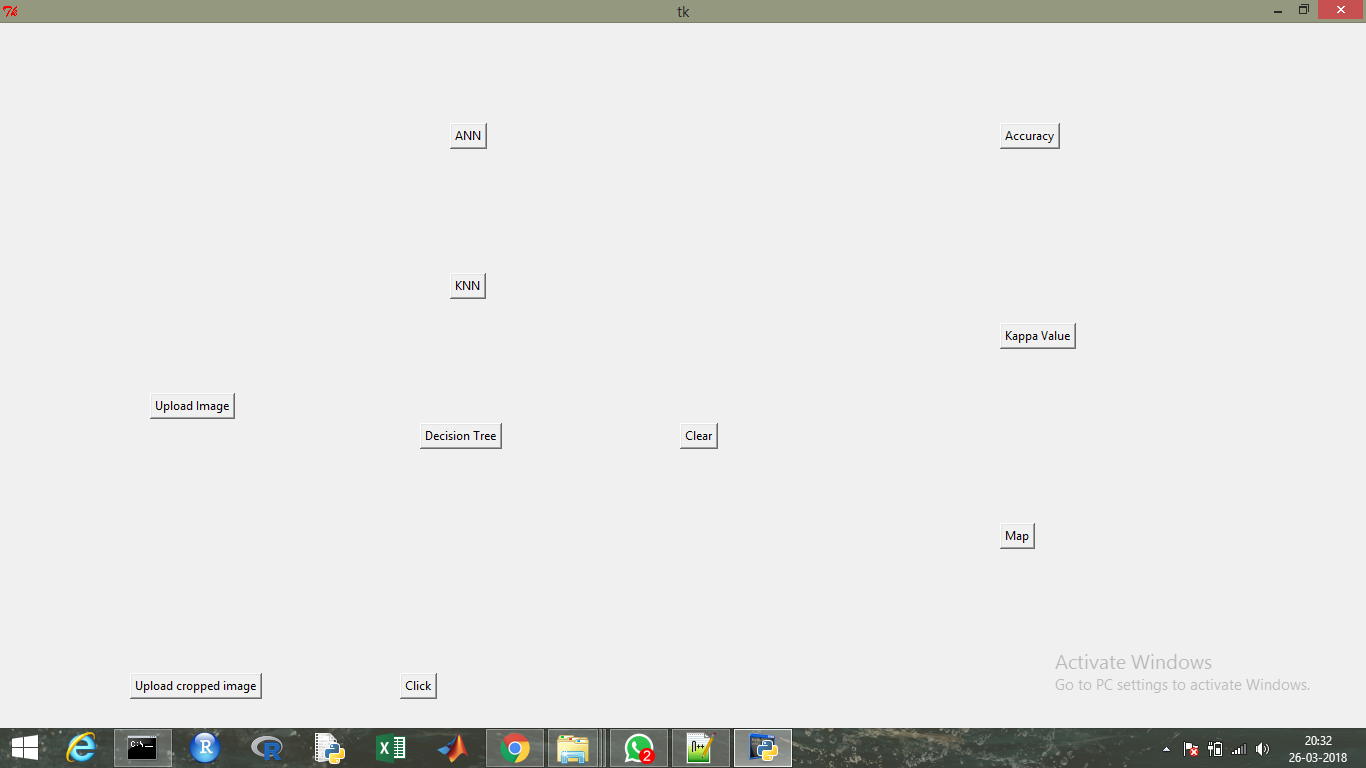 tk
ANN
Accuracy
KNN
Kappa Value
Upload Image
Decision Tree
Clear
Map
Activate Windows
Go to PC settings to activate Windows.
Upload cropped image
Click
C:\
R
R
2
20:32
26-03-2018